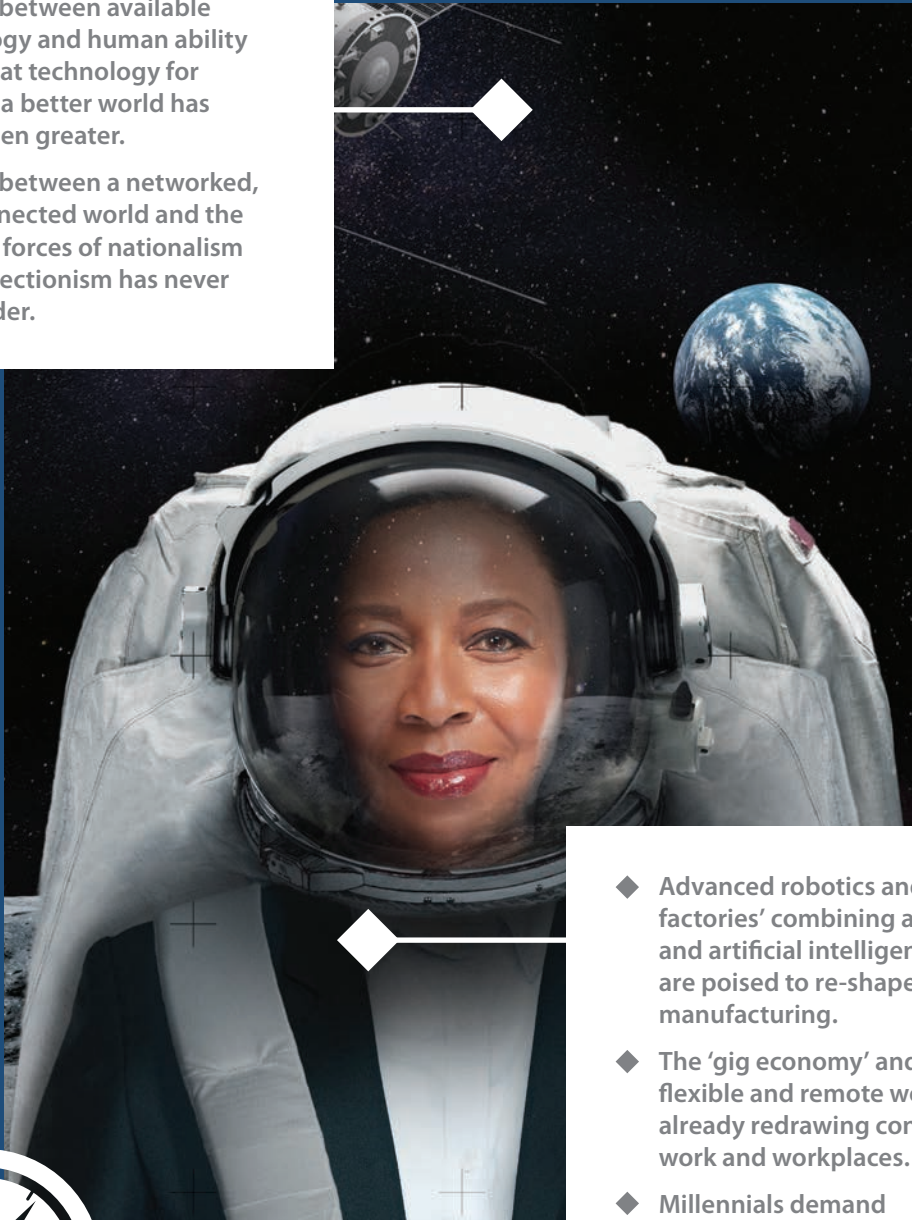 between available
gy and human ability
at technology for
a better world has
en greater.
between a networked,
nected world and the
forces of nationalism
ectionism has never
der.
Advanced robotics an
factories’ combining a
and artificial intelligen
are poised to re-shape
manufacturing.
The ‘gig economy’ and
flexible and remote wo
already redrawing con
work and workplaces.
Millennials demand